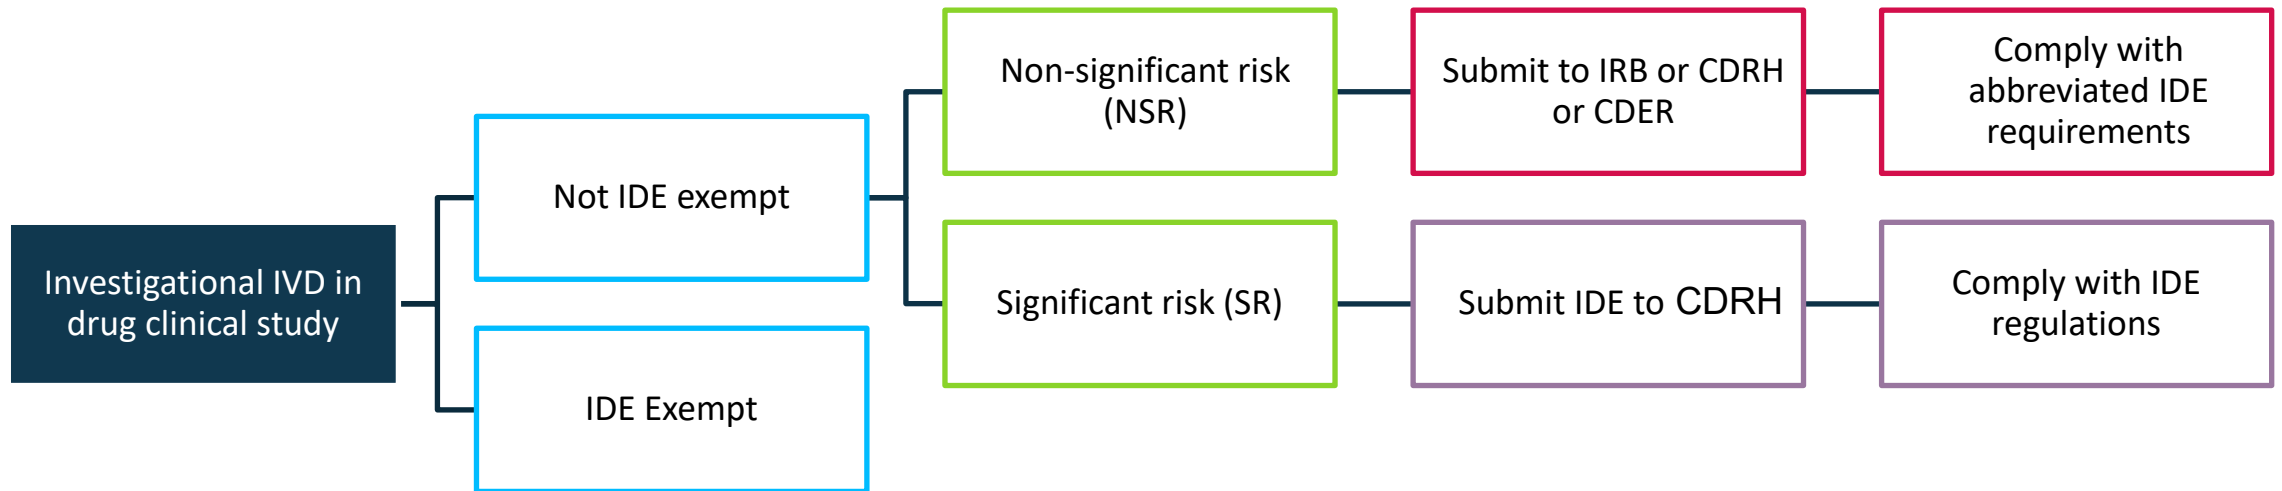 Investigational IVD in
drug clinical study
Not IDE exempt
IDE Exempt
Non-significant risk
(NSR)
Significant risk (SR)
Submit to IRB or CDRH
or CDER
Submit IDE to CDRH
Comply with
abbreviated IDE
requirements
Comply with IDE
regulations